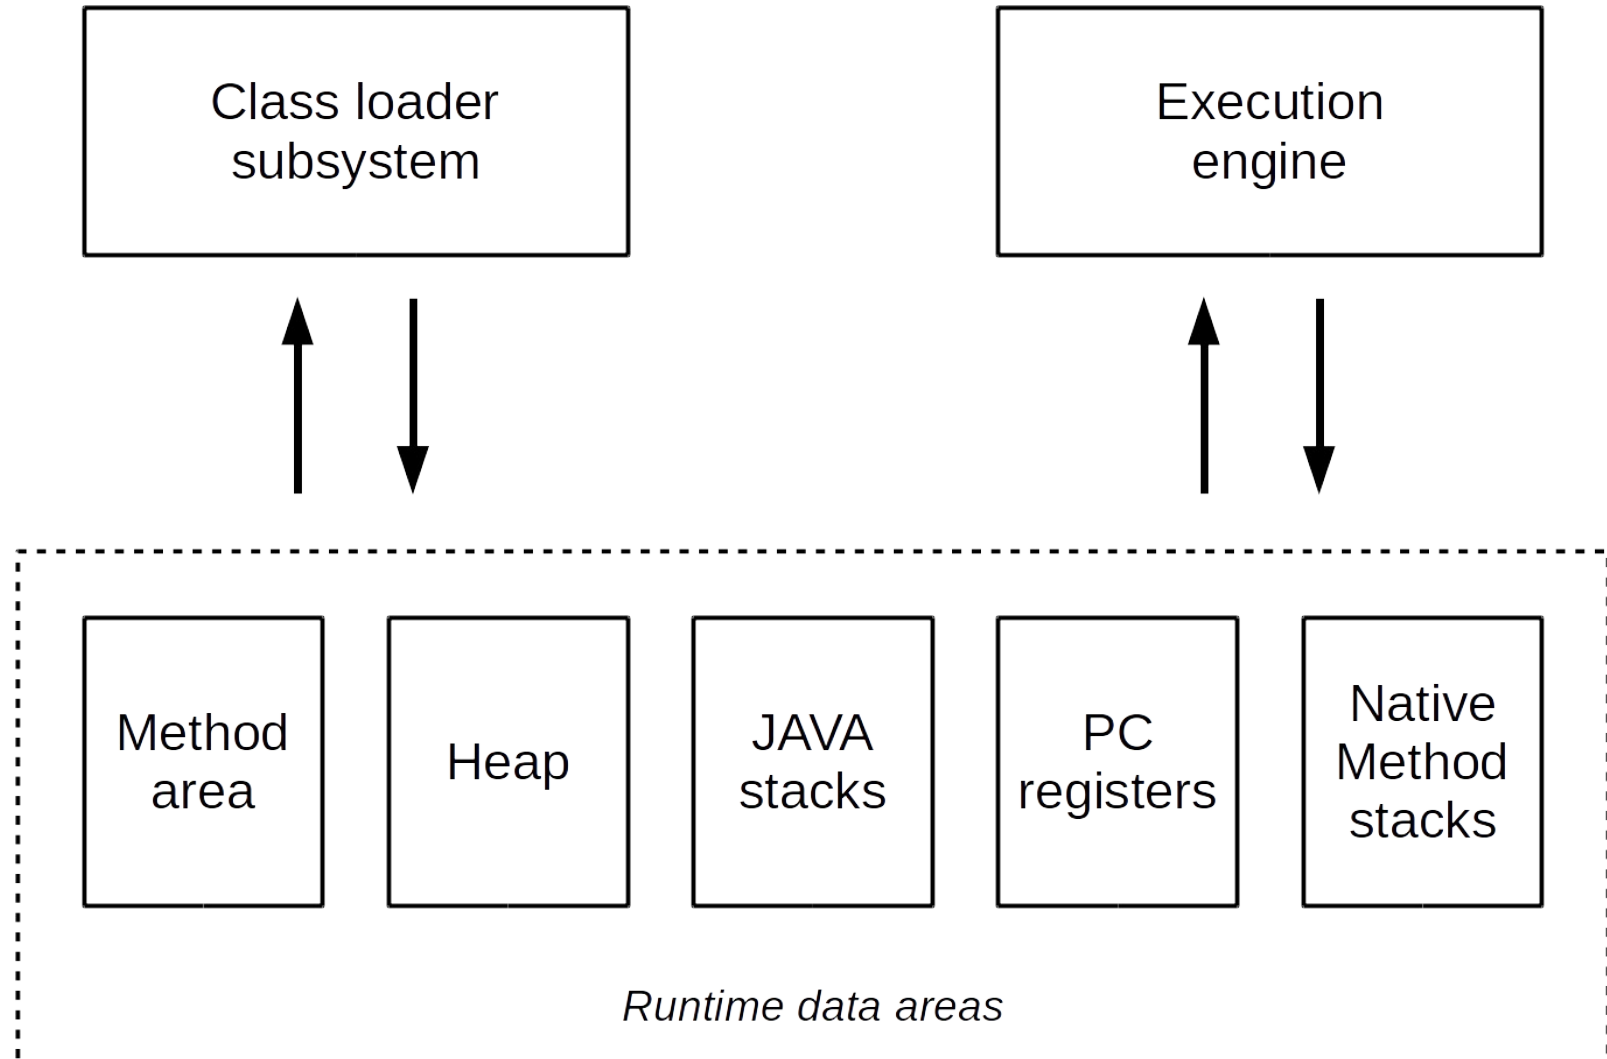 Class loader
subsystem
Execution
engine
Method
area
Heap
JAVA
stacks
PC
registers
Native
Method
stacks
Runtime data areas